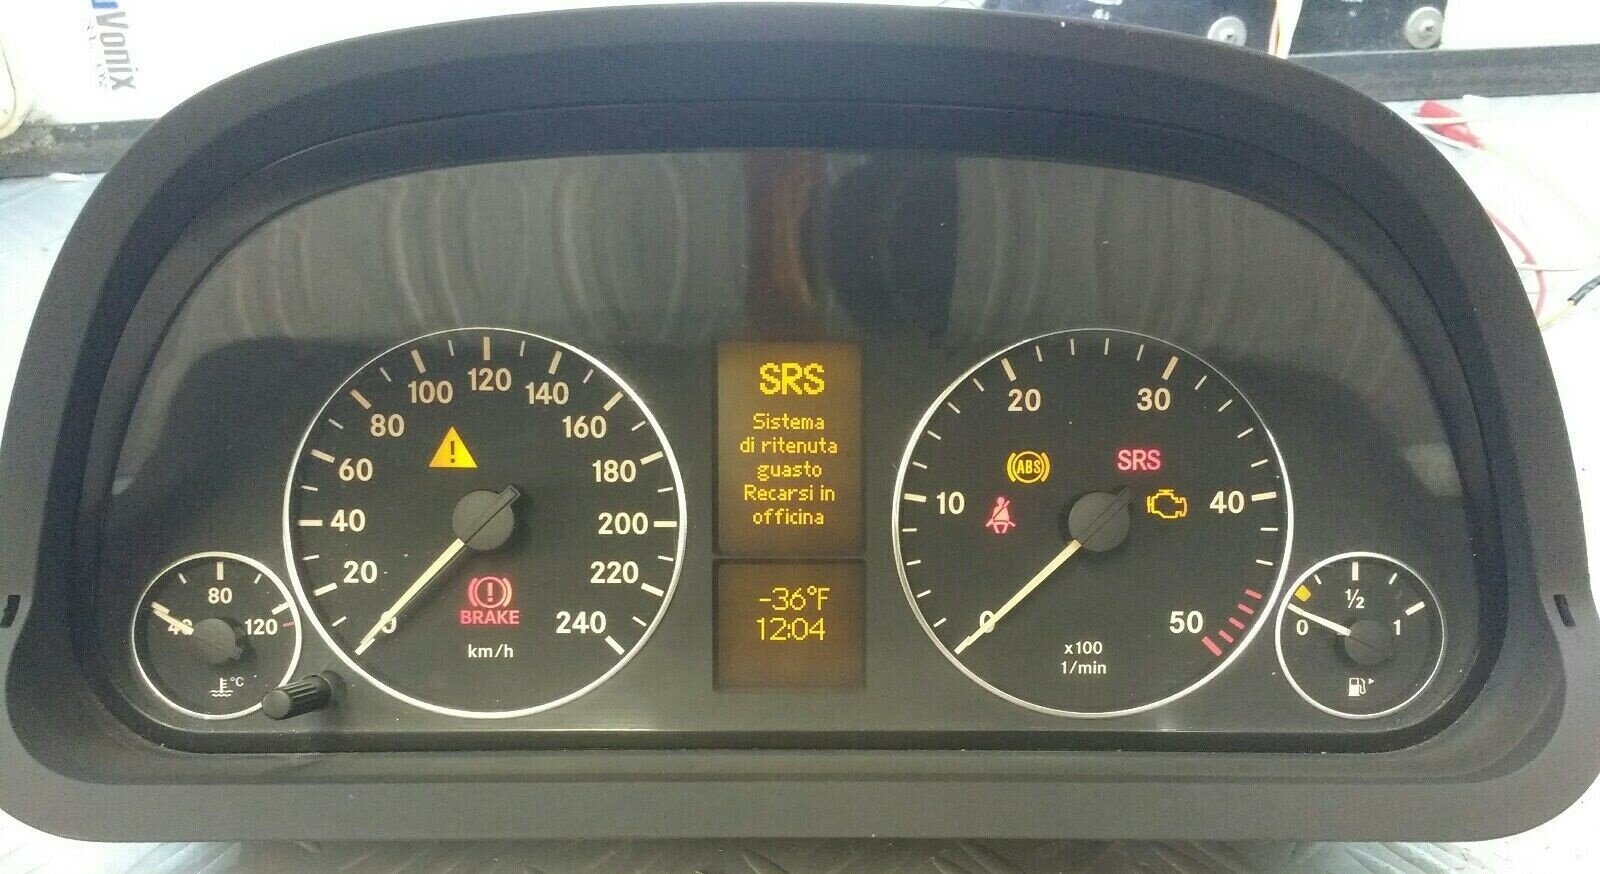 Vonix
80
40
120
°C
0
20
40
60
80
100
120
140
160
180
200
220
240
BRAKE
km/h
SRS
Sistema
di ritenuta
guasto
Recarsi in
officina
-36°F
12:04
0
10
20
30
40
50
ABS
SRS
x100
1/min
0
1/2
1